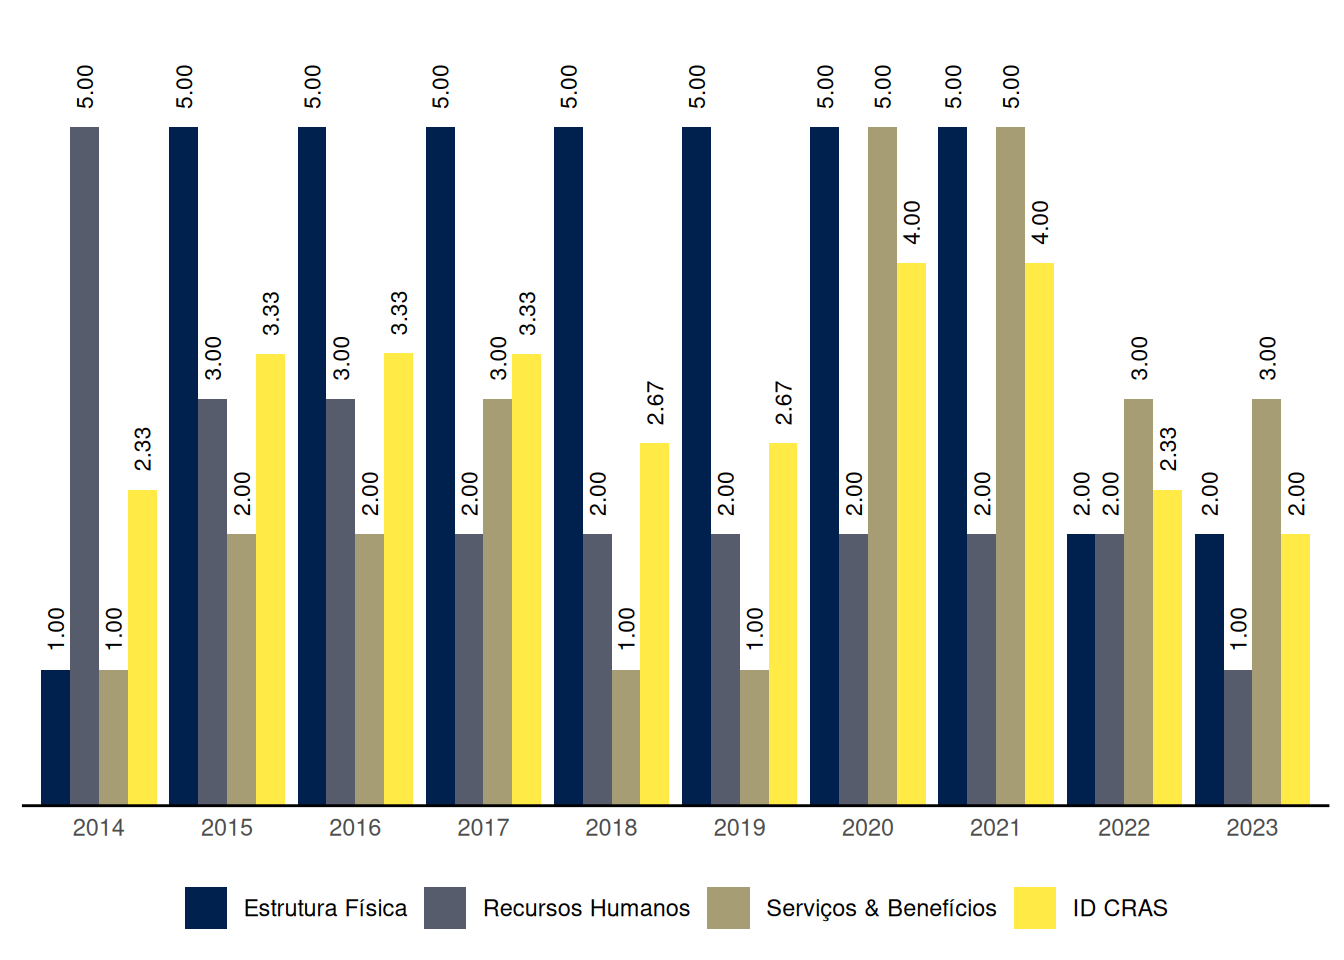 1.00 5.00 1.00 2.33
5.00 3.00 2.00 3.33
5.00 3.00 2.00 3.33
5.00 2.00 3.00 3.33
5.00 2.00 1.00 2.67
5.00 2.00 1.00 2.67
5.00 2.00 5.00 4.00
5.00 2.00 5.00 4.00
2.00 2.00 3.00 2.33
2.00 1.00 3.00 2.00
2014 2015 2016 2017 2018 2019 2020 2021 2022 2023
Estrutura Física Recursos Humanos Serviços & Benefícios ID CRAS